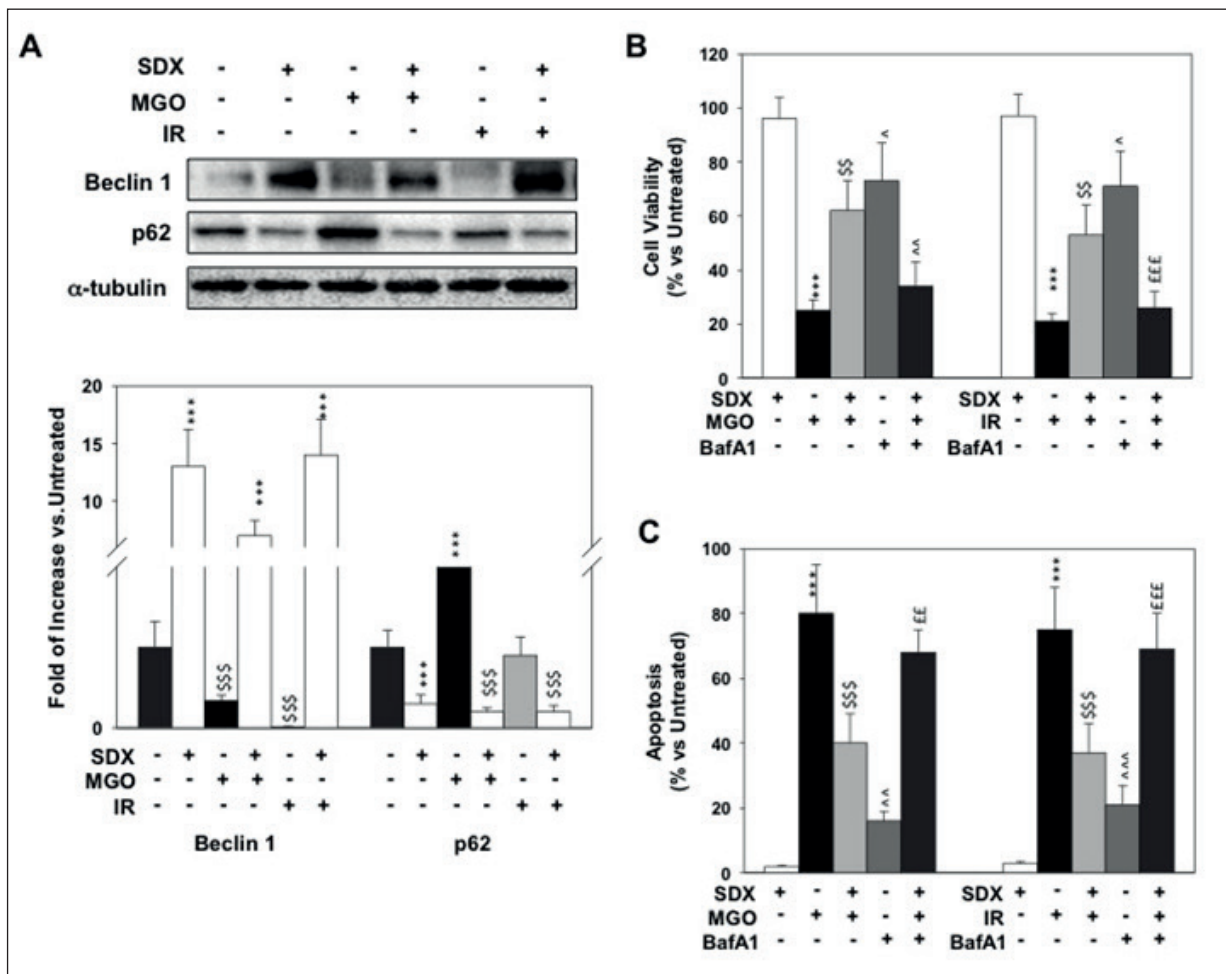 A
SDX - + - + - +
MGO - - + + - -
IR - - - - + +
Beclin 1
p62
α-tubulin
Fold of Increase vs.Untreated
20
15
10
0
***
$$$
***
$$$
***
***
***
$$$
$$$
SDX - + - + - + - + - + - +
MGO - - + + - - - - + + - -
IR - - - - + + - - - - + +
Beclin 1 p62
B
Cell Viability
(% vs Untreated)
120
100
80
60
40
20
0
***
$$
^
^^
***
$$
^
£££
SDX + - + - + SDX + - + - +
MGO - + + - + IR - + + - +
BafA1 - - - + + BafA1 - - - + +
C
Apoptosis
(% vs Untreated)
100
80
60
40
20
0
***
$$$
^^
££
***
$$$
^^^
£££
SDX + - + - + SDX + - + - +
MGO - + + - + IR - + + - +
BafA1 - - - + + BafA1 - - - + +